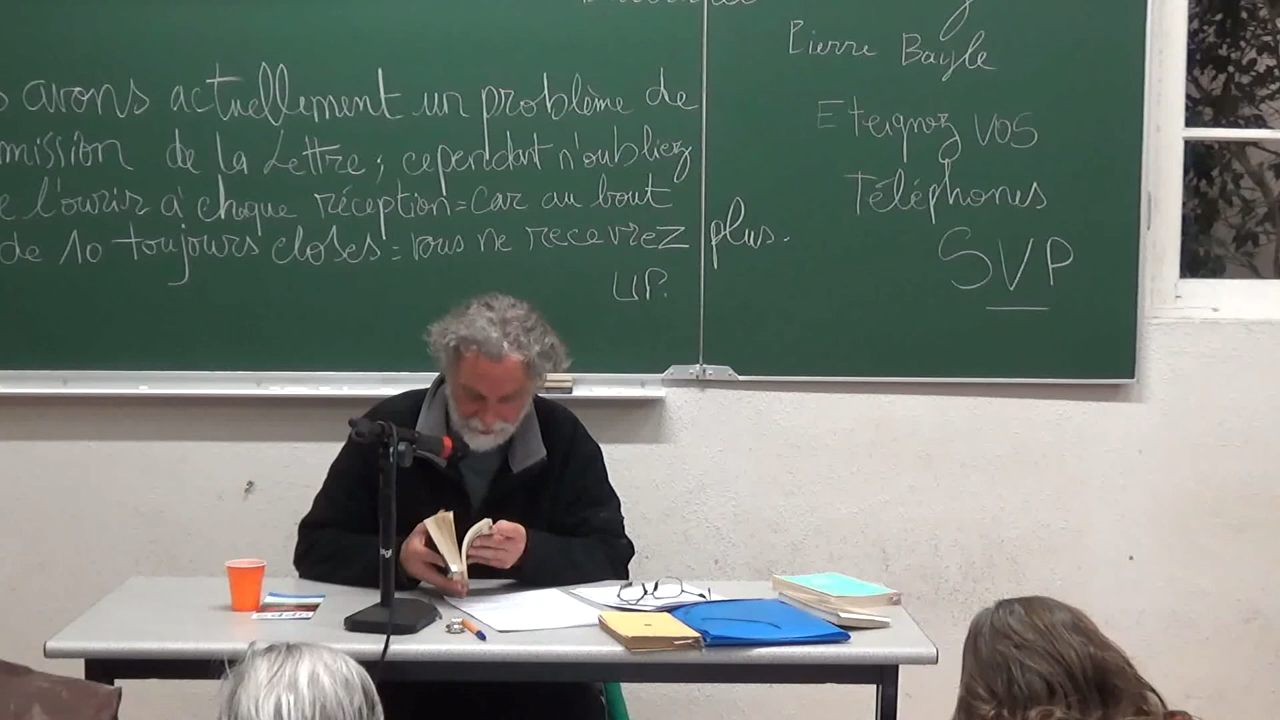 avons actuellement un problème de
mission de la Lettre ; cependant n'oubliez
e l'ouvrir à chaque réception = car au bout
de 10 toujours closes = vous ne recevrez plus.
UP.
Pierre Bayle
Eteignez vos
Téléphones
SVP